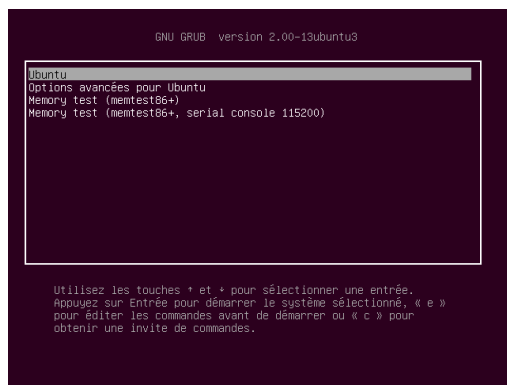 GNU GRUB  version 2.00-13ubuntu3
Ubuntu
Options avancées pour Ubuntu
Memory test (memtest86+)
Memory test (memtest86+, serial console 115200)
Utilisez les touches ↑ et ↓ pour sélectionner une entrée.
Appuyez sur Entrée pour démarrer le système sélectionné, « e »
pour éditer les commandes avant de démarrer ou « c » pour
obtenir une invite de commandes.